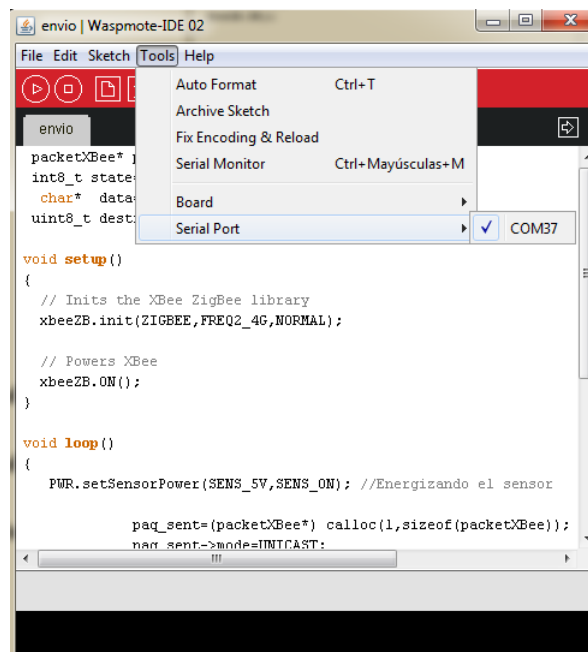 envio | Waspmote-IDE 02
File Edit Sketch Tools Help
Auto Format Ctrl+T
Archive Sketch
Fix Encoding & Reload
Serial Monitor Ctrl+Mayúsculas+M
Board
Serial Port
COM37
envio
packetXBee*
int8_t state=
char* data=
uint8_t dest
void setup()
{
// Inits the XBee ZigBee library
xbeeZB.init(ZIGBEE,FREQ2_4G,NORMAL);
// Powers XBee
xbeeZB.ON();
}
void loop()
{
PWR.setSensorPower(SENS_5V,SENS_ON); //Energizando el sensor
paq_sent=(packetXBee*) calloc(1,sizeof(packetXBee));
paq_sent->mode=UNICAST;